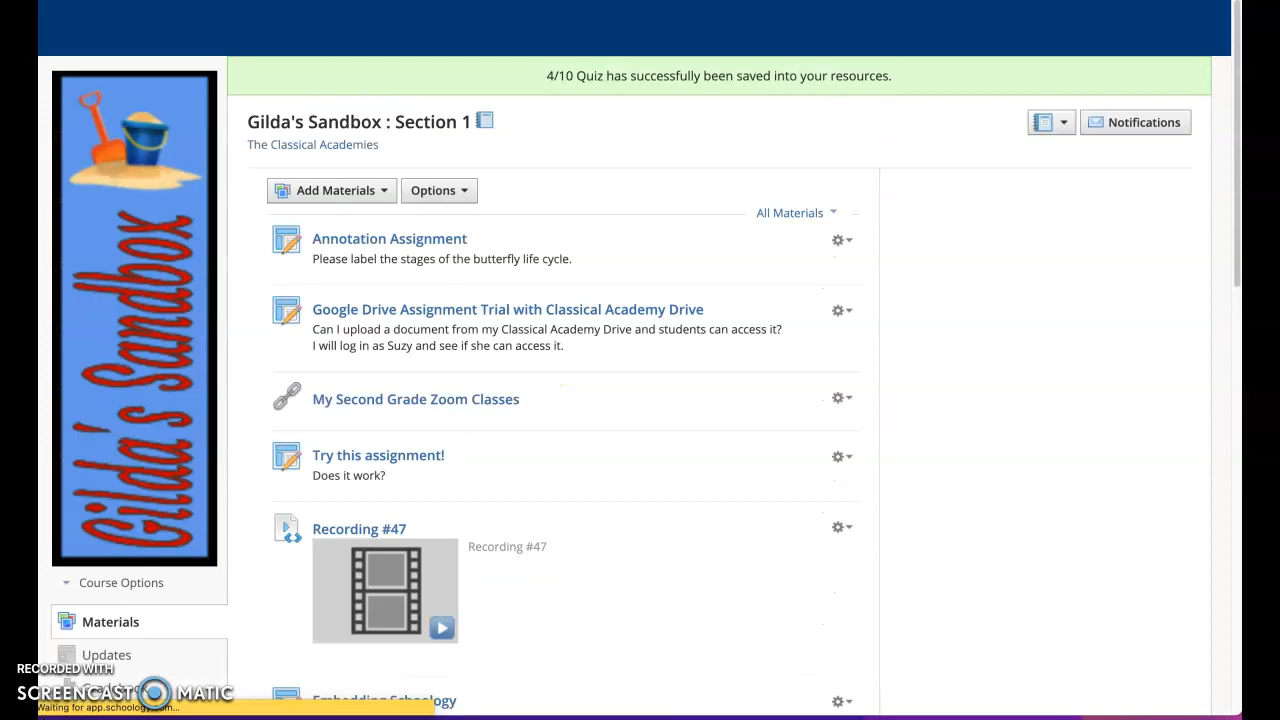 4/10 Quiz has successfully been saved into your resources.
Gilda's Sandbox : Section 1
Notifications
The Classical Academies
Add Materials
Options
All Materials
Annotation Assignment
Please label the stages of the butterfly life cycle.
Google Drive Assignment Trial with Classical Academy Drive
Can I upload a document from my Classical Academy Drive and students can access it?
I will log in as Suzy and see if she can access it.
My Second Grade Zoom Classes
Try this assignment!
Does it work?
Recording #47
Recording #47
Embedding Schoology
Gilda's Sandbox
Course Options
Materials
Updates
RECORDED WITH
SCREENCAST MATIC
Waiting for app.schoology.com...